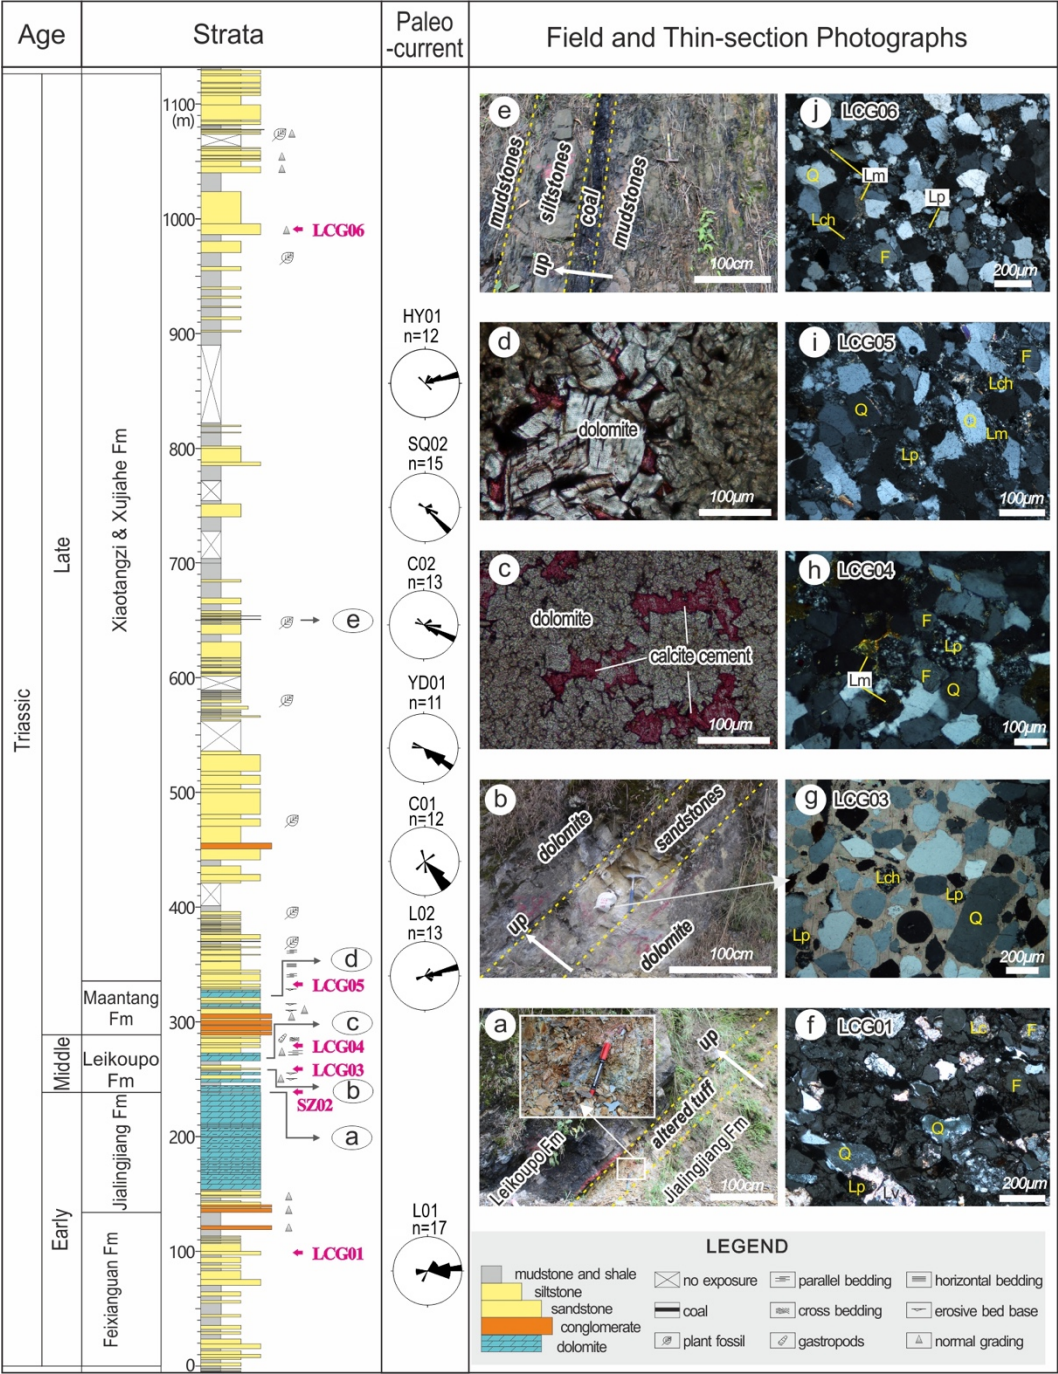 Age
Strata
Paleo
-current
Field and Thin-section Photographs
Triassic
Late
Middle
Early
Xiaotangzi & Xujiahe Fm
Maantang
Fm
Leikoupo
Fm
Jialingjiang Fm
Feixianguan Fm
1100
(m)
1000
900
800
700
600
500
400
300
200
100
0
LCG06
e
d
LCG05
c
LCG04
LCG03
b
SZ02
a
LCG01
HY01
n=12
SQ02
n=15
C02
n=13
YD01
n=11
C01
n=12
L02
n=13
L01
n=17
e
mudstones
siltstones
coal
mudstones
up
100cm
j
LCG06
Lm
Q
Lp
Lch
F
200µm
d
dolomite
100µm
i
LCG05
F
Lch
Q
Q
Lm
Lp
100µm
c
dolomite
calcite cement
100µm
h
LCG04
F
Lp
F
Lm
Q
100µm
b
dolomite
sandstones
up
dolomite
100cm
g
LCG03
Lch
Lp
Q
Lp
200µm
a
up
altered tuff
Leikoupo Fm
Jialingjiang Fm
100cm
f
LCG01
Lc
F
F
Q
Q
Lp
Lv
200µm
LEGEND
mudstone and shale
siltstone
sandstone
conglomerate
dolomite
no exposure
coal
plant fossil
parallel bedding
cross bedding
gastropods
horizontal bedding
erosive bed base
normal grading